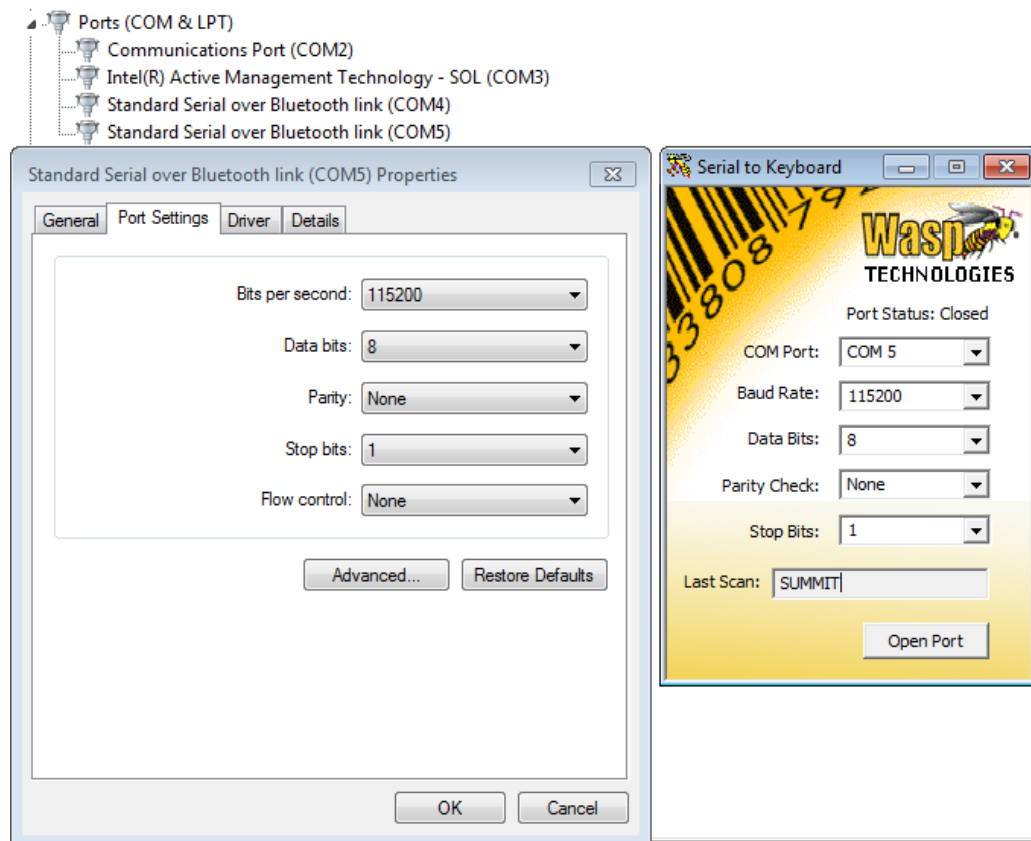 Ports (COM & LPT)
Communications Port (COM2)
Intel(R) Active Management Technology - SOL (COM3)
Standard Serial over Bluetooth link (COM4)
Standard Serial over Bluetooth link (COM5)
Standard Serial over Bluetooth link (COM5) Properties
General Port Settings Driver Details
Bits per second: 115200
Data bits: 8
Parity: None
Stop bits: 1
Flow control: None
Advanced... Restore Defaults
OK Cancel
Serial to Keyboard
33808 79
Wasp
TECHNOLOGIES
Port Status: Closed
COM Port: COM 5
Baud Rate: 115200
Data Bits: 8
Parity Check: None
Stop Bits: 1
Last Scan: SUMMIT
Open Port